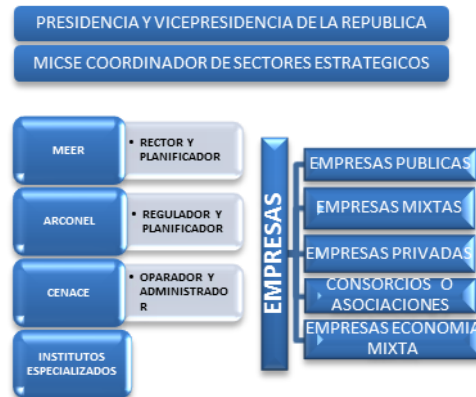 PRESIDENCIA Y VICEPRESIDENCIA DE LA REPUBLICA
MICSE COORDINADOR DE SECTORES ESTRATEGICOS
MEER
• RECTOR Y
PLANIFICADOR
ARCONEL
• REGULADOR Y
PLANIFICADOR
CENACE
• OPARADOR Y
ADMINISTRADO
R
INSTITUTOS
ESPECIALIZADOS
EMPRESAS
EMPRESAS PUBLICAS
EMPRESAS MIXTAS
EMPRESAS PRIVADAS
CONSORCIOS O
ASOCIACIONES
EMPRESAS ECONOMIA
MIXTA